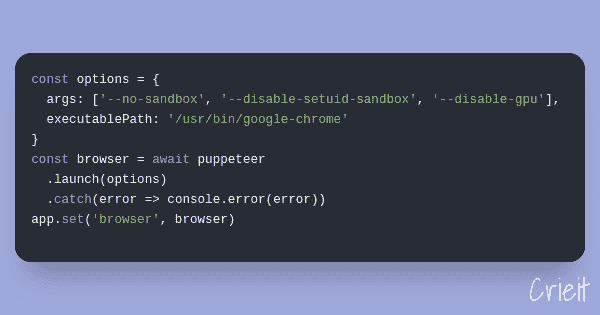 const options = {
  args: ['--no-sandbox', '--disable-setuid-sandbox', '--disable-gpu'],
  executablePath: '/usr/bin/google-chrome'
}
const browser = await puppeteer
  .launch(options)
  .catch(error => console.error(error))
app.set('browser', browser)
Crieit